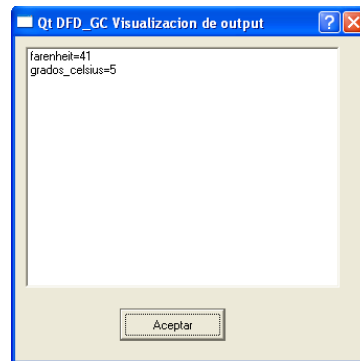 Qt DFD_GC Visualizacion de output
farenheit=41
grados_celsius=5
Aceptar